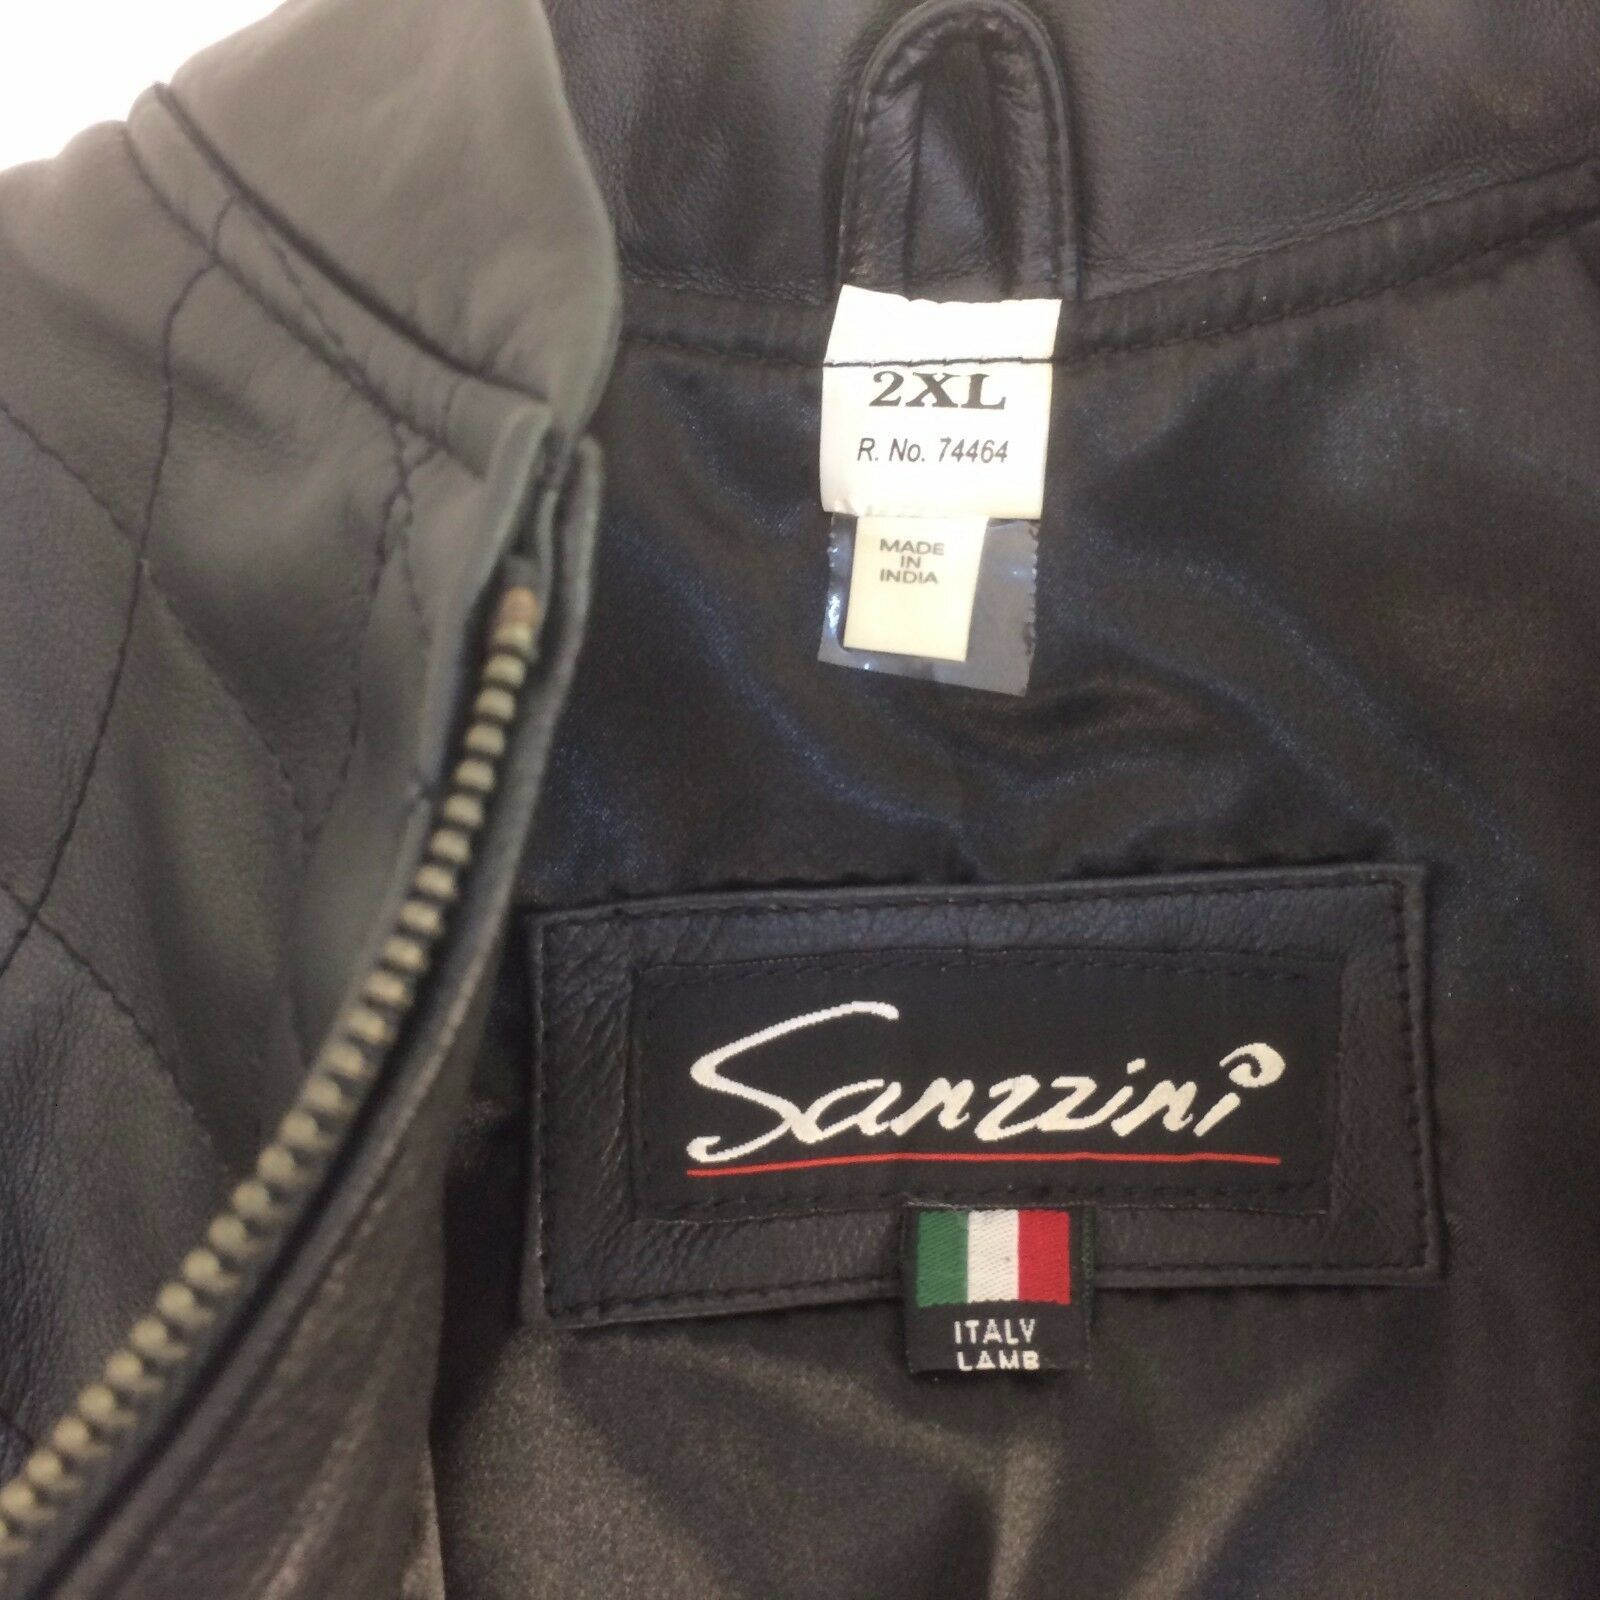 2XL
R. No. 74464
MADE
IN
INDIA
Sanzzini
ITALY
LAMB